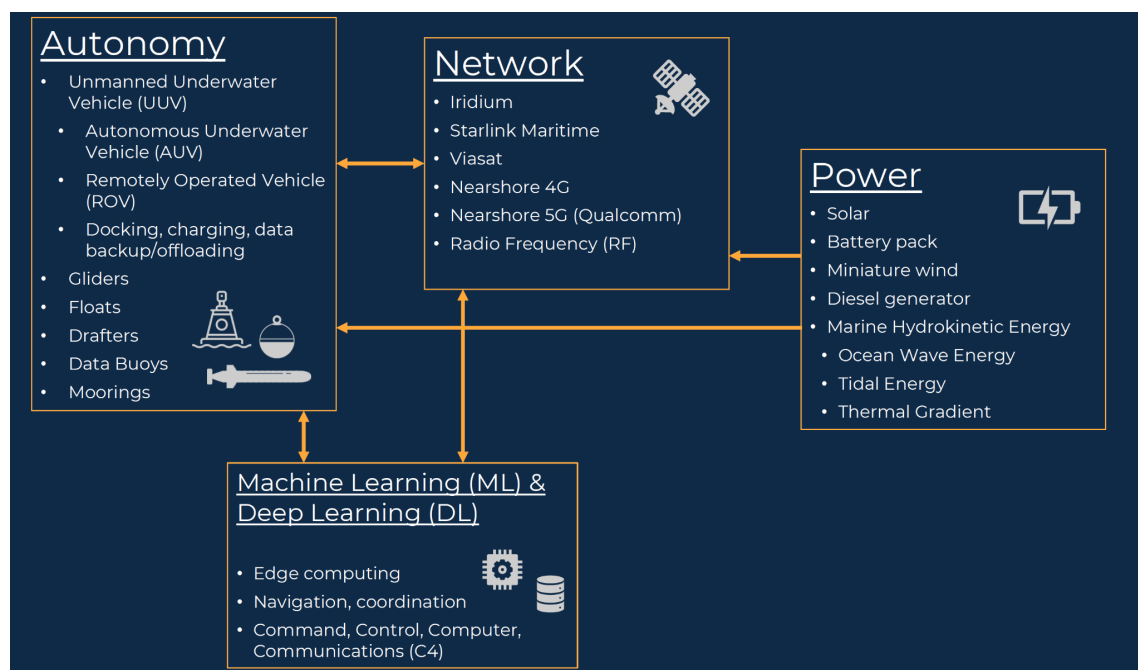 Autonomy
• Unmanned Underwater
Vehicle (UUV)
• Autonomous Underwater
Vehicle (AUV)
• Remotely Operated Vehicle
(ROV)
• Docking, charging, data
backup/offloading
• Gliders
• Floats
• Drafters
• Data Buoys
• Moorings
Network
• Iridium
• Starlink Maritime
• Viasat
• Nearshore 4G
• Nearshore 5G (Qualcomm)
• Radio Frequency (RF)
Power
• Solar
• Battery pack
• Miniature wind
• Diesel generator
• Marine Hydrokinetic Energy
• Ocean Wave Energy
• Tidal Energy
• Thermal Gradient
Machine Learning (ML) &
Deep Learning (DL)
• Edge computing
• Navigation, coordination
• Command, Control, Computer,
Communications (C4)